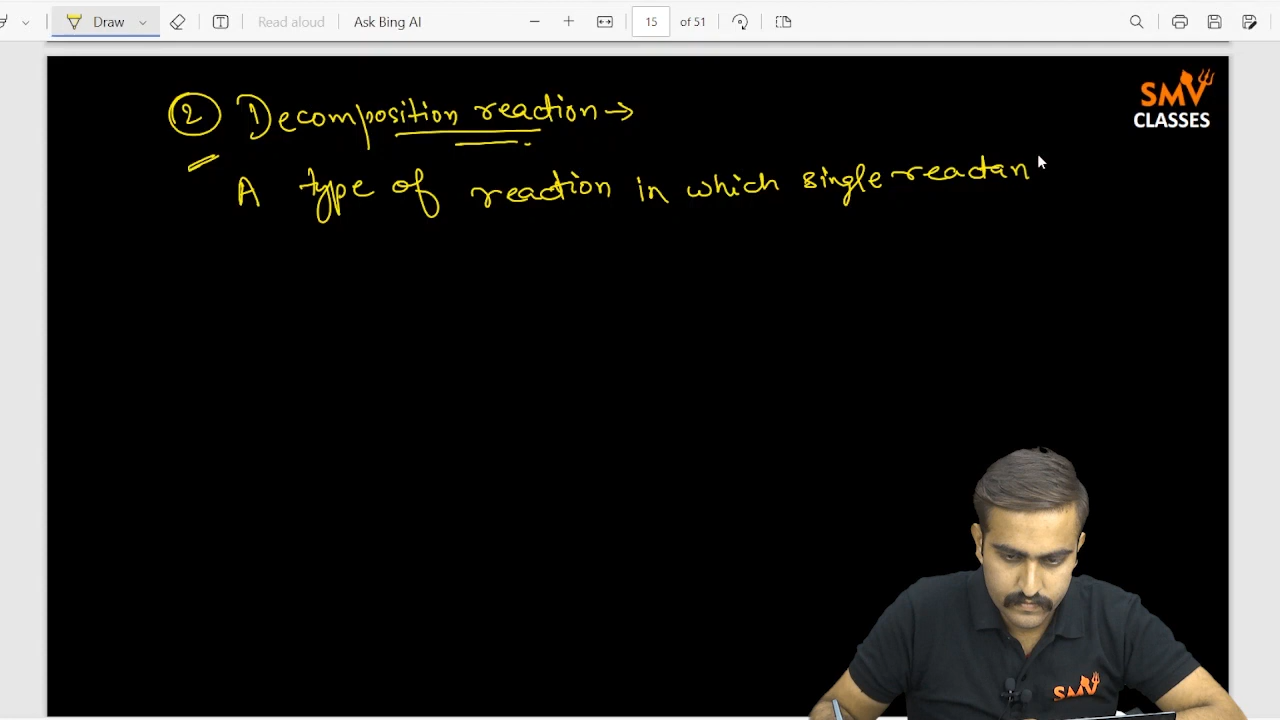 Draw
Read aloud
Ask Bing AI
15 of 51
SMV
CLASSES
2 Decomposition reaction →
A type of reaction in which single reactan
SMV